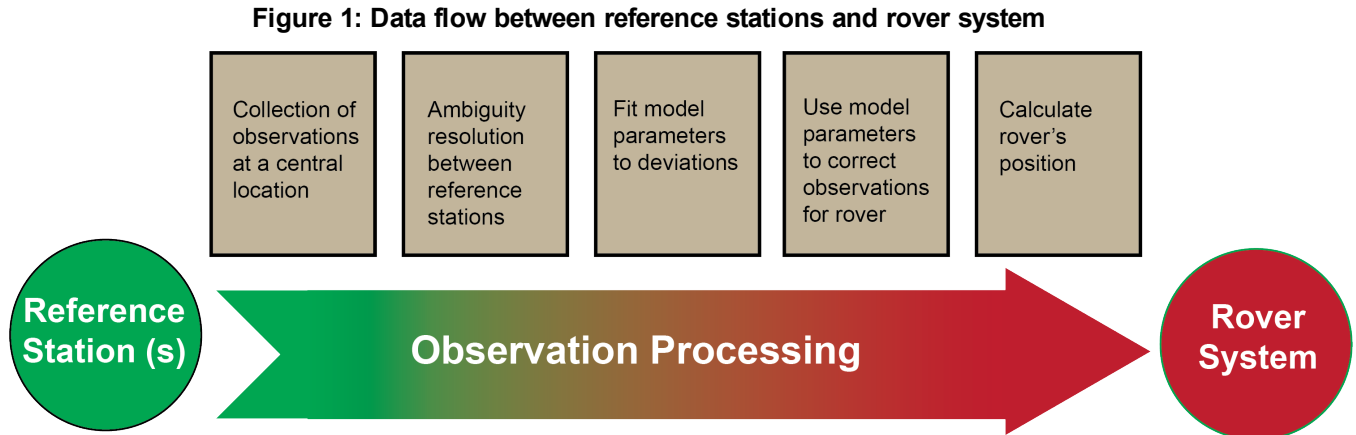 Figure 1: Data flow between reference stations and rover system
Collection of
observations
at a central
location
Ambiguity
resolution
between
reference
stations
Fit model
parameters
to deviations
Use model
parameters
to correct
observations
for rover
Calculate
rover’s
position
Reference
Station (s)
Observation Processing
Rover
System